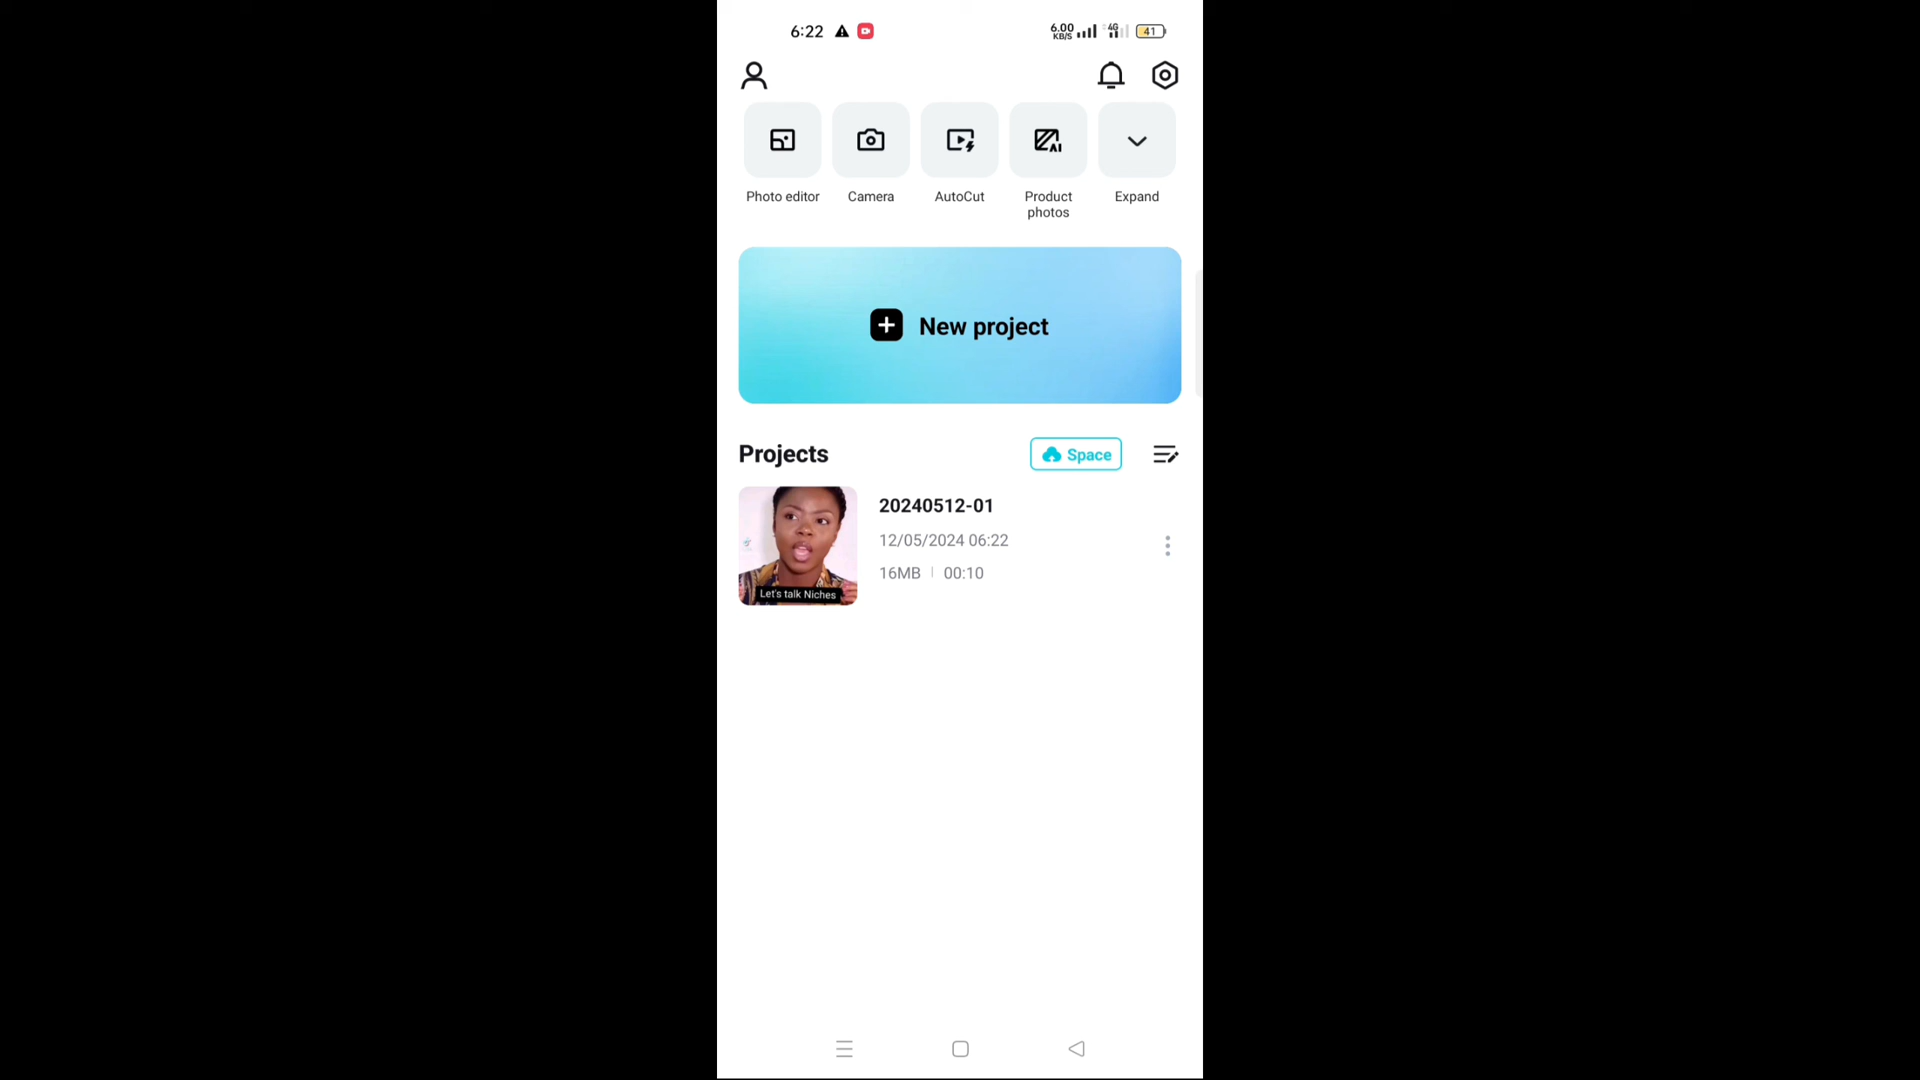 6:22
6.00
KB/S
4G
41
Photo editor
Camera
AutoCut
Product
photos
Expand
AI
New project
Projects
Space
20240512-01
12/05/2024 06:22
16MB
00:10
Let's talk Niches